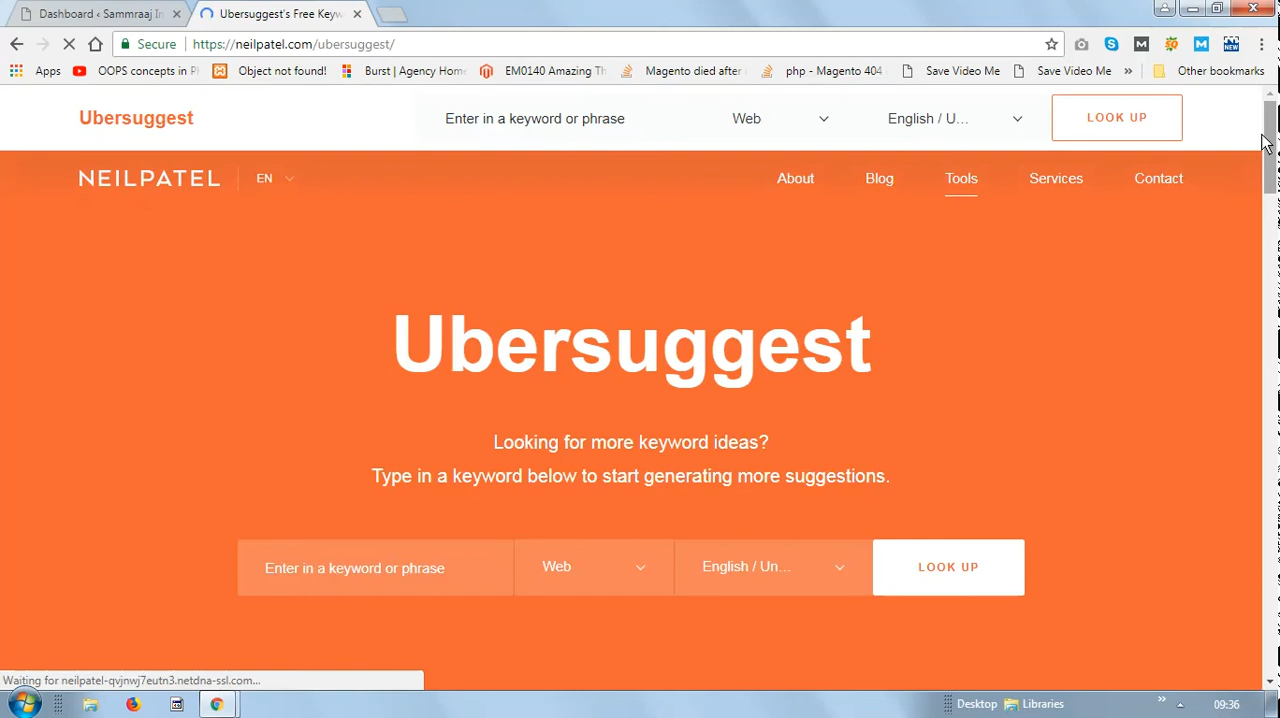 Dashboard ‹ Sammraaj In
Ubersuggest's Free Keyw
Secure
https://neilpatel.com/ubersuggest/
Apps
OOPS concepts in P
Object not found!
Burst | Agency Home
EM0140 Amazing Th
Magento died after
php - Magento 404
Save Video Me
Save Video Me
»
Other bookmarks
Ubersuggest
Enter in a keyword or phrase
Web
English / U...
LOOK UP
NEILPATEL
EN
About
Blog
Tools
Services
Contact
Ubersuggest
Looking for more keyword ideas?
Type in a keyword below to start generating more suggestions.
Enter in a keyword or phrase
Web
English / Un...
LOOK UP
Waiting for neilpatel-qvjnwj7eutn3.netdna-ssl.com...
Desktop
Libraries
»
09:36